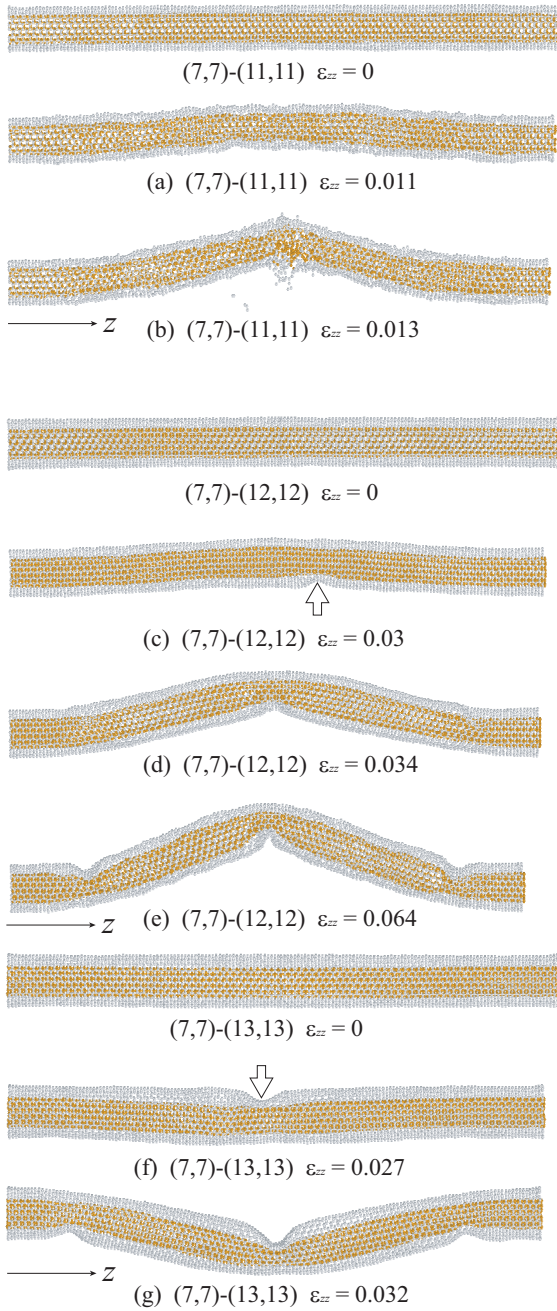 (7,7)-(11,11) εzz = 0
(a) (7,7)-(11,11) εzz = 0.011
z (b) (7,7)-(11,11) εzz = 0.013
(7,7)-(12,12) εzz = 0
(c) (7,7)-(12,12) εzz = 0.03
(d) (7,7)-(12,12) εzz = 0.034
z (e) (7,7)-(12,12) εzz = 0.064
(7,7)-(13,13) εzz = 0
(f) (7,7)-(13,13) εzz = 0.027
z (g) (7,7)-(13,13) εzz = 0.032